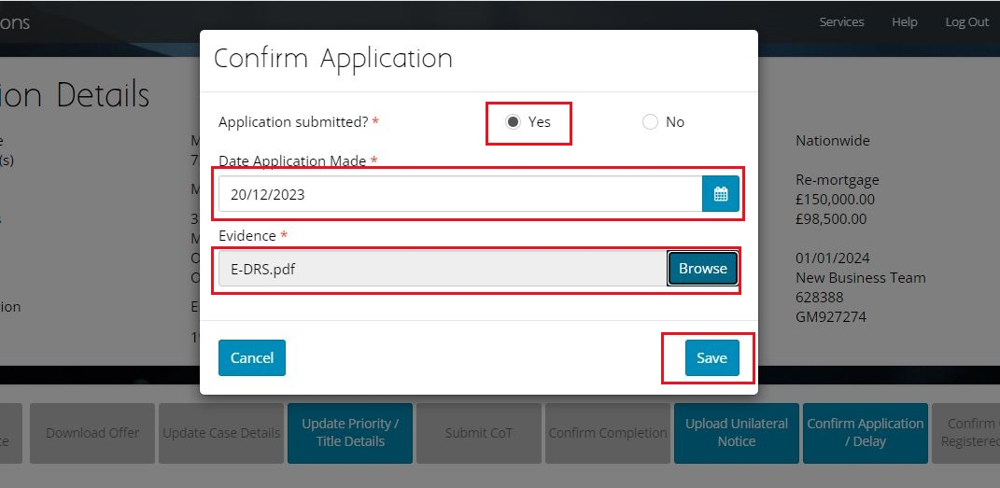 ons
Services Help Log Out
Confirm Application
ion Details
Application submitted? * Yes No
Nationwide
(s) 7
Date Application Made *
20/12/2023
Re-mortgage
£150,000.00
£98,500.00
Evidence *
E-DRS.pdf Browse
01/01/2024
New Business Team
628388
GM927274
Cancel Save
Download Offer
Update Case Details
Update Priority /
Title Details
Submit CoT
Confirm Completion
Upload Unilateral
Notice
Confirm Application
/ Delay
Confirm
Registered